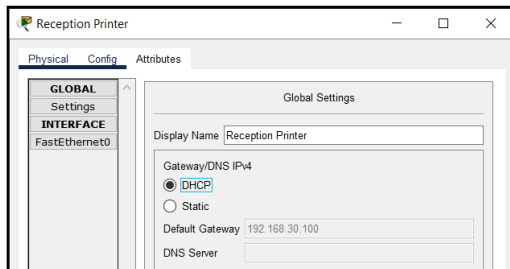 Reception Printer
Physical Config Attributes
GLOBAL
Settings
INTERFACE
FastEthernet0
Global Settings
Display Name Reception Printer
Gateway/DNS IPv4
DHCP
Static
Default Gateway 192.168.30.100
DNS Server